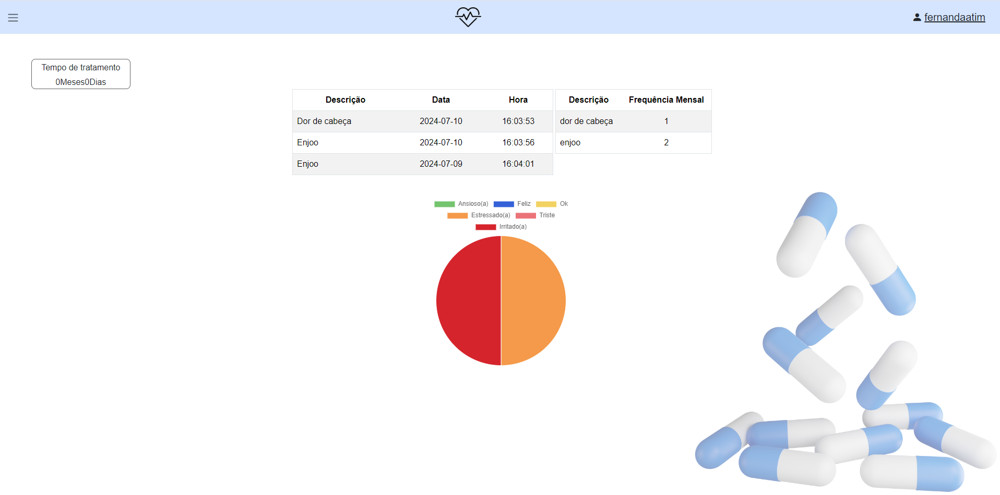 fernandaatim
Tempo de tratamento
0Meses0Dias
Descrição Data Hora
Dor de cabeça 2024-07-10 16:03:53
Enjoo 2024-07-10 16:03:56
Enjoo 2024-07-09 16:04:01
Descrição Frequência Mensal
dor de cabeça 1
enjoo 2
Ansioso(a) Feliz Ok
Estressado(a) Triste
Irritado(a)